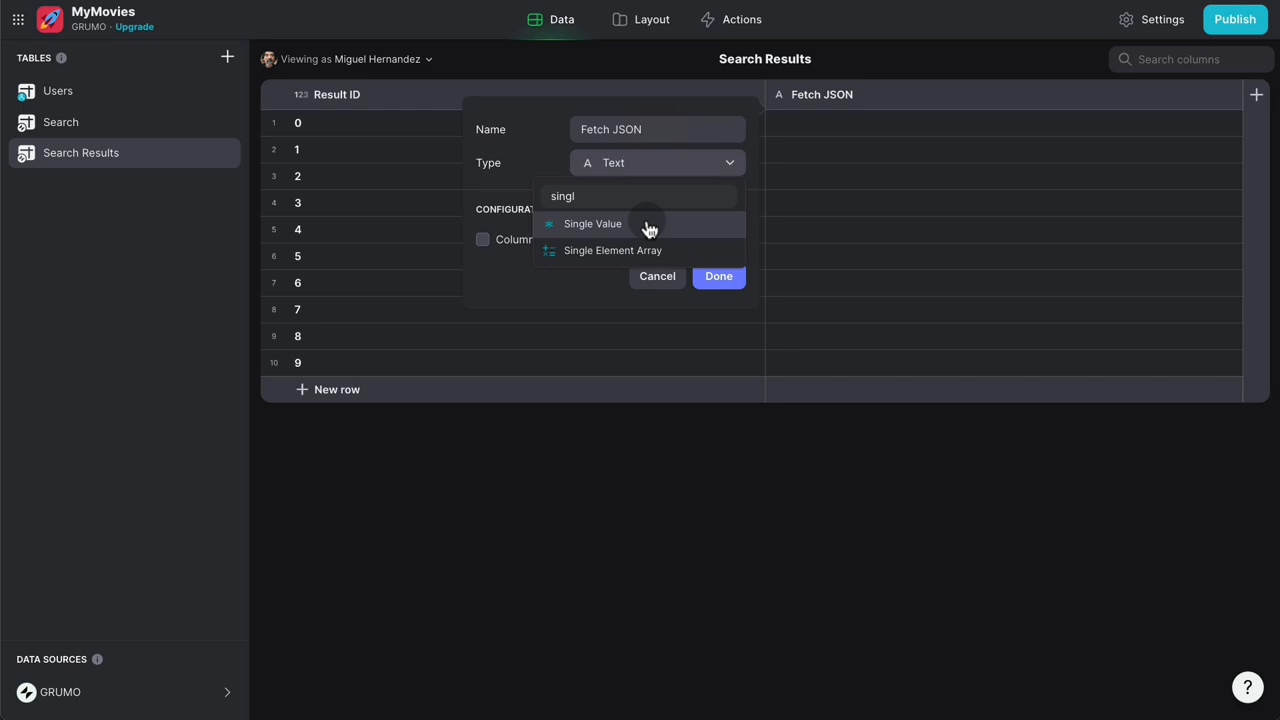 MyMovies
GRUMO · Upgrade
Data
Layout
Actions
Settings
Publish
TABLES
Users
Search
Search Results
Viewing as Miguel Hernandez
Search Results
Search columns
123 Result ID
A Fetch JSON
1 0
2 1
3 2
4 3
5 4
6 5
7 6
8 7
9 8
10 9
New row
Name
Fetch JSON
Type
A Text
singl
CONFIGURAT
Single Value
Column
Single Element Array
Cancel
Done
DATA SOURCES
GRUMO
?